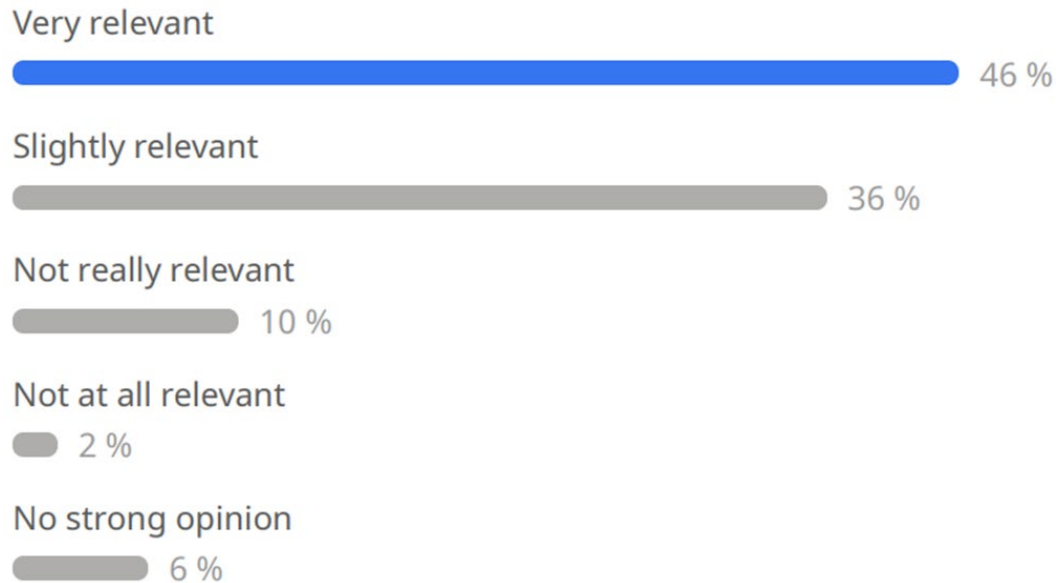 Very relevant
46 %
Slightly relevant
36 %
Not really relevant
10 %
Not at all relevant
2 %
No strong opinion
6 %